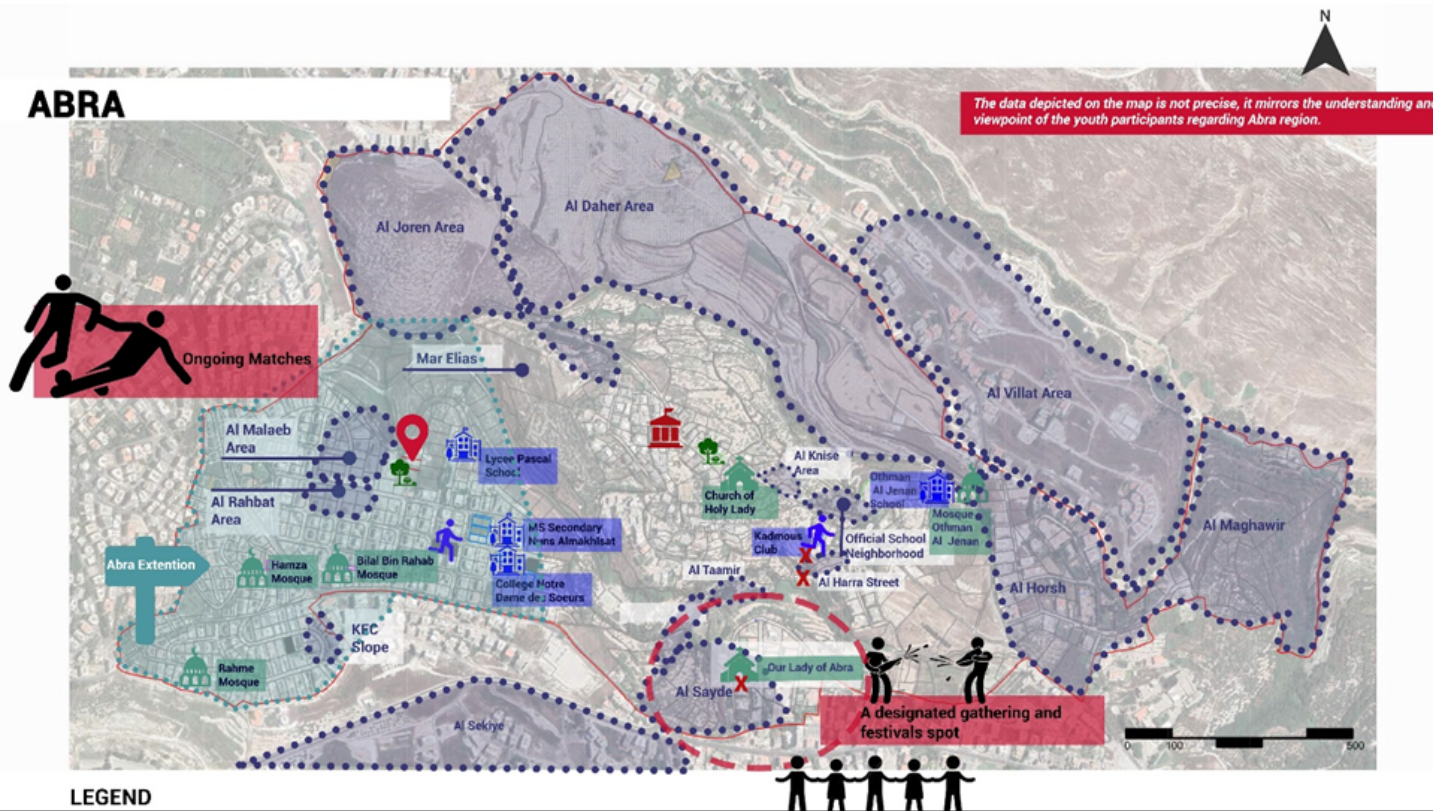 N
ABRA
The data depicted on the map is not precise, it mirrors the understanding and
viewpoint of the youth participants regarding Abra region.
Al Daher Area
Al Joren Area
Ongoing Matches
Mar Elias
Al Villat Area
Al Malaeb
Area
Lycee Pascal
School
Al Knise
Area
Al Rahbat
Area
Church of
Holy Lady
Othman
Al Jenan
School
Mosque
Othman
Al Jenan
Al Maghawir
MS Secondary
Nons Almakhlsat
Kadmous
Club
Official School
Neighborhood
Abra Extention
Hamza
Mosque
Bilal Bin Rahab
Mosque
College Notre
Dame des Soeurs
Al Taamir
Al Harra Street
Al Horsh
KFC
Slope
Rahme
Mosque
Our Lady of Abra
Al Sayde
A designated gathering and
festivals spot
Al Sekiye
0 100 500
LEGEND